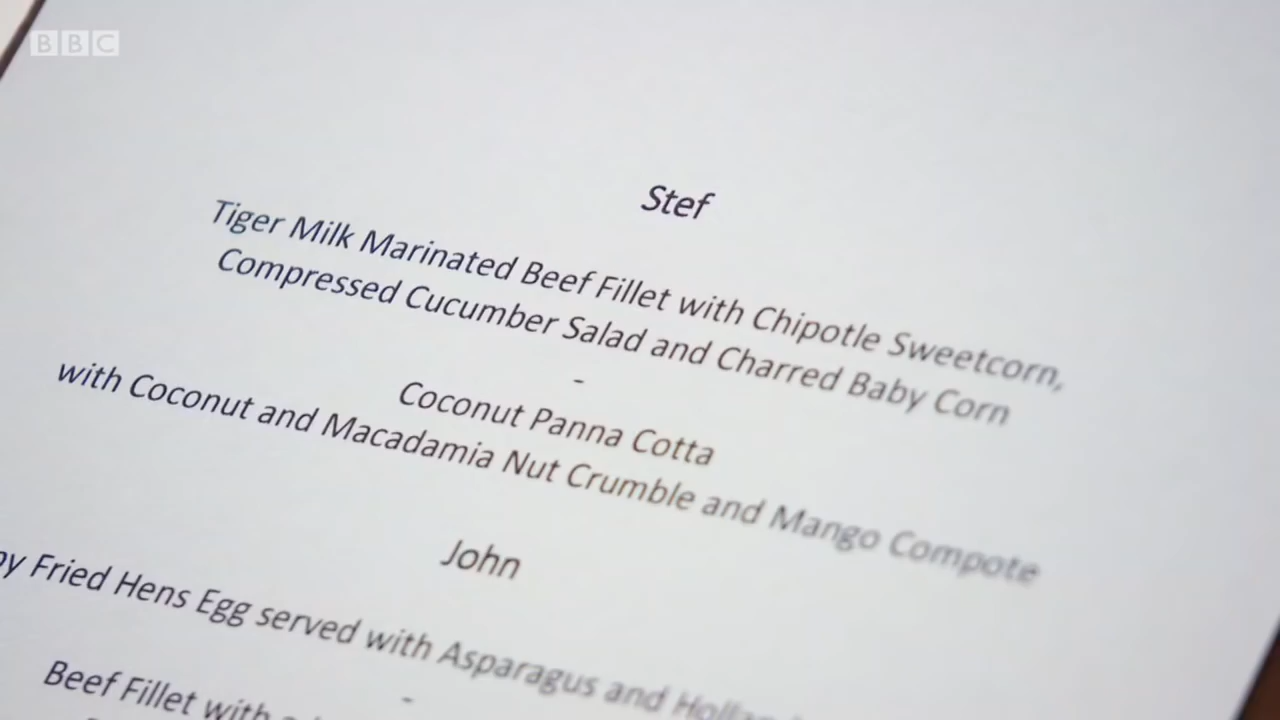 BBC
Stef
Tiger Milk Marinated Beef Fillet with Chipotle Sweetcorn,
Compressed Cucumber Salad and Charred Baby Corn
-
Coconut Panna Cotta
with Coconut and Macadamia Nut Crumble and Mango Compote
John
Fried Hens Egg served with Asparagus and
-
Beef Fillet with